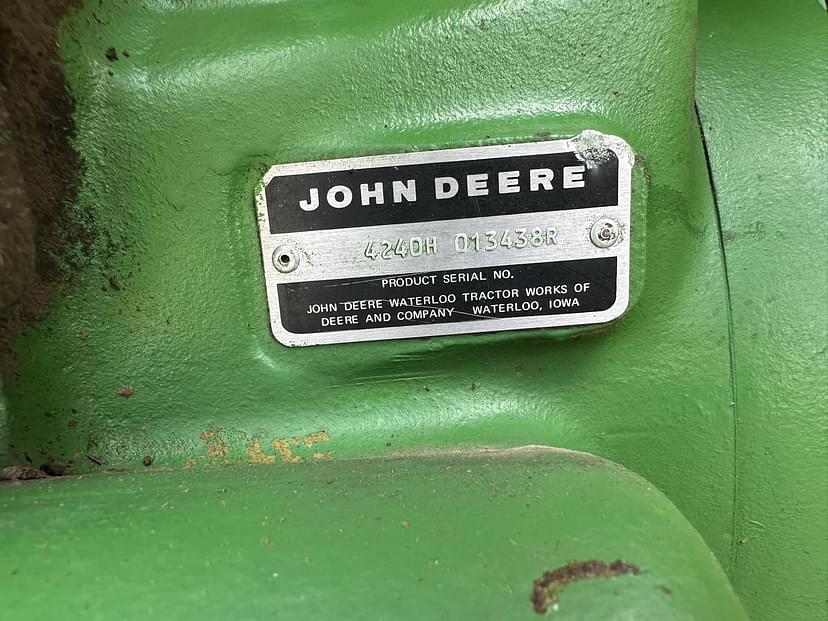 JOHN DEERE
4240H 013438R
PRODUCT SERIAL NO.
JOHN DEERE WATERLOO TRACTOR WORKS OF
DEERE AND COMPANY WATERLOO, IOWA